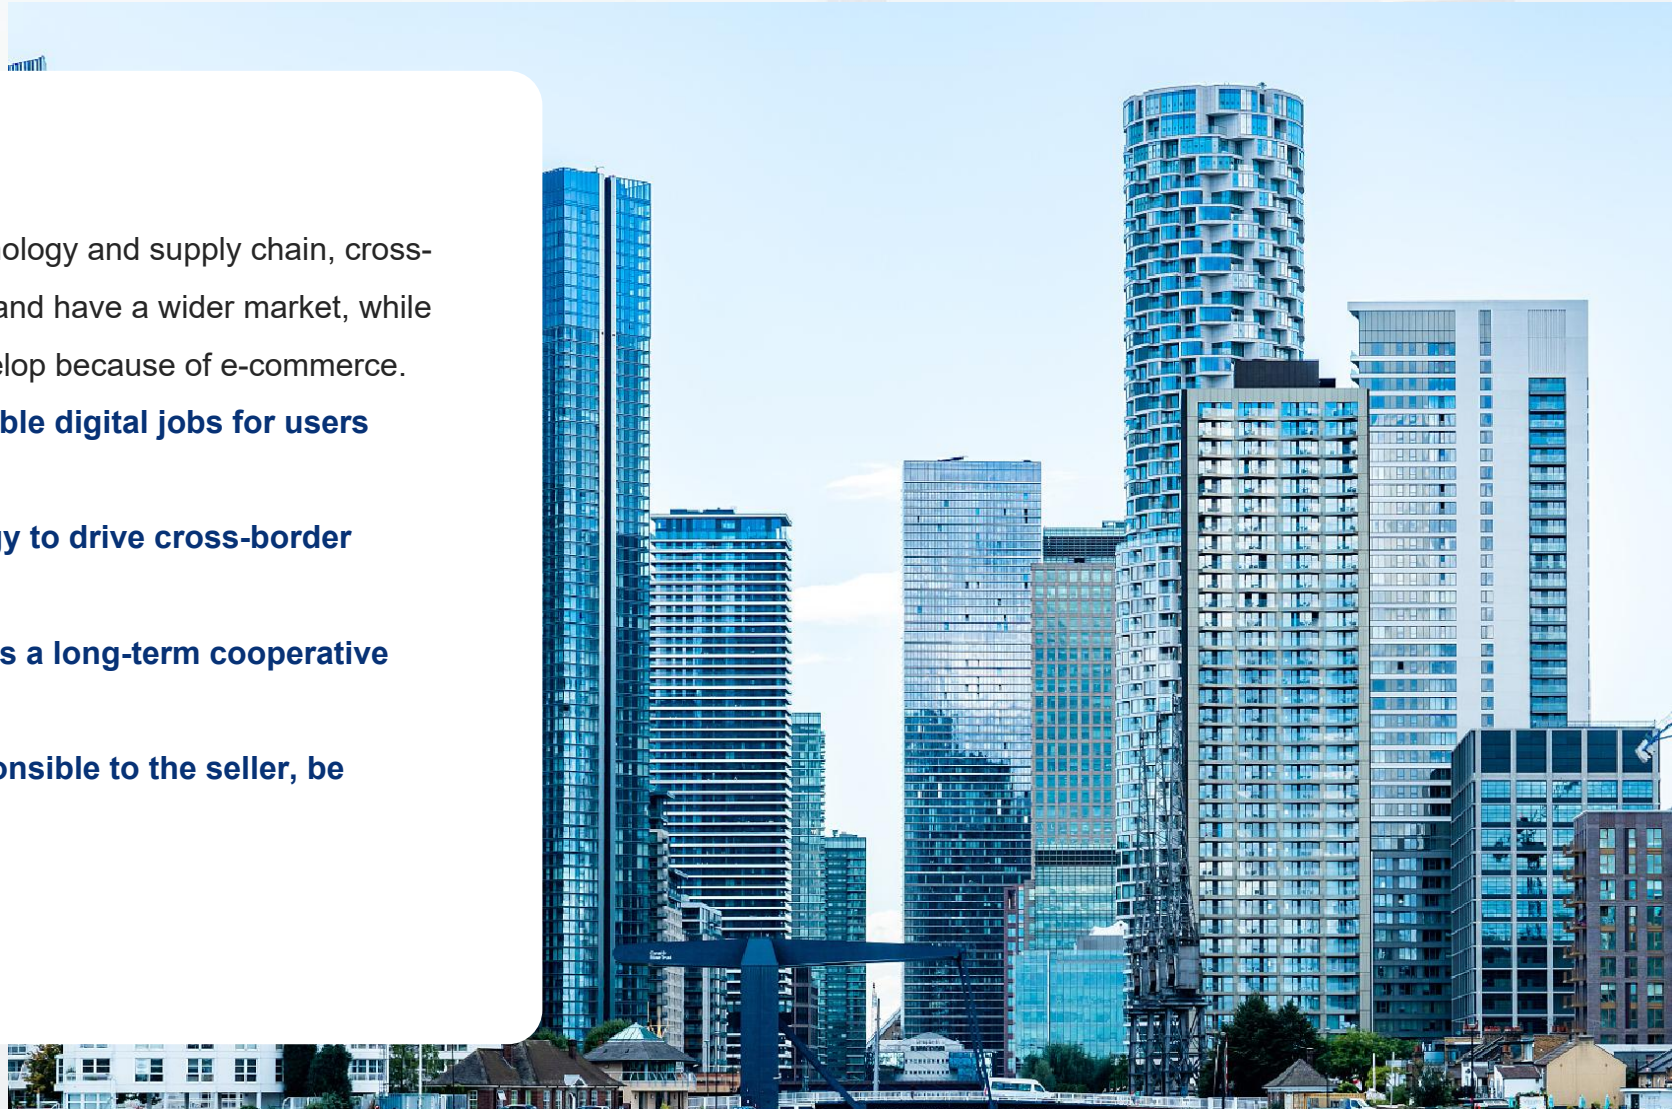 ology and supply chain, cross-
and have a wider market, while
elop because of e-commerce.
ble digital jobs for users
gy to drive cross-border
s a long-term cooperative
onsible to the seller, be